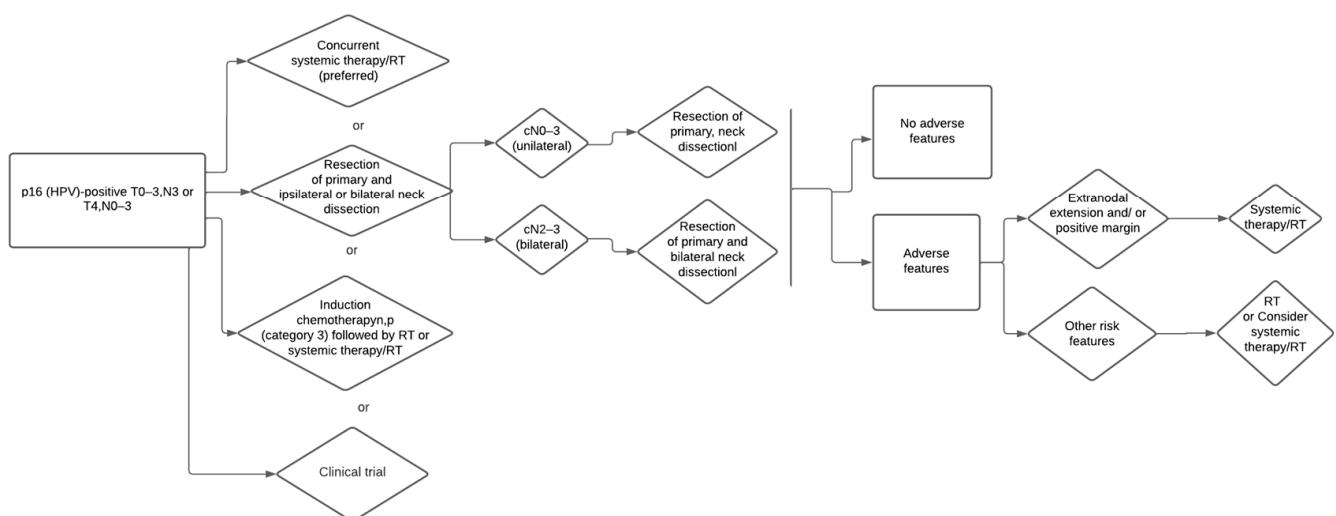 p16 (HPV)-positive T0–3,N3 or
T4,N0–3
Concurrent
systemic therapy/RT
(preferred)
or
Resection
of primary and
ipsilateral or bilateral neck
dissection
or
Induction
chemotherapyn,p
(category 3) followed by RT or
systemic therapy/RT
or
Clinical trial
cN0–3
(unilateral)
Resection of
primary, neck
dissectionl
cN2–3
(bilateral)
Resection
of primary and
bilateral neck
dissectionl
No adverse
features
Adverse
features
Extranodal
extension and/ or
positive margin
Systemic
therapy/RT
Other risk
features
RT
or Consider
systemic
therapy/RT